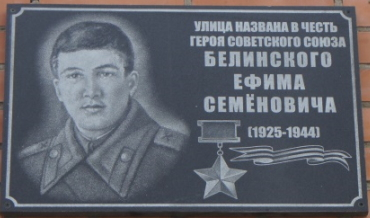 УЛИЦА НАЗВАНА В ЧЕСТЬ
ГЕРОЯ СОВЕТСКОГО СОЮЗА
БЕЛИНСКОГО
ЕФИМА
СЕМЁНОВИЧА
(1925-1944)